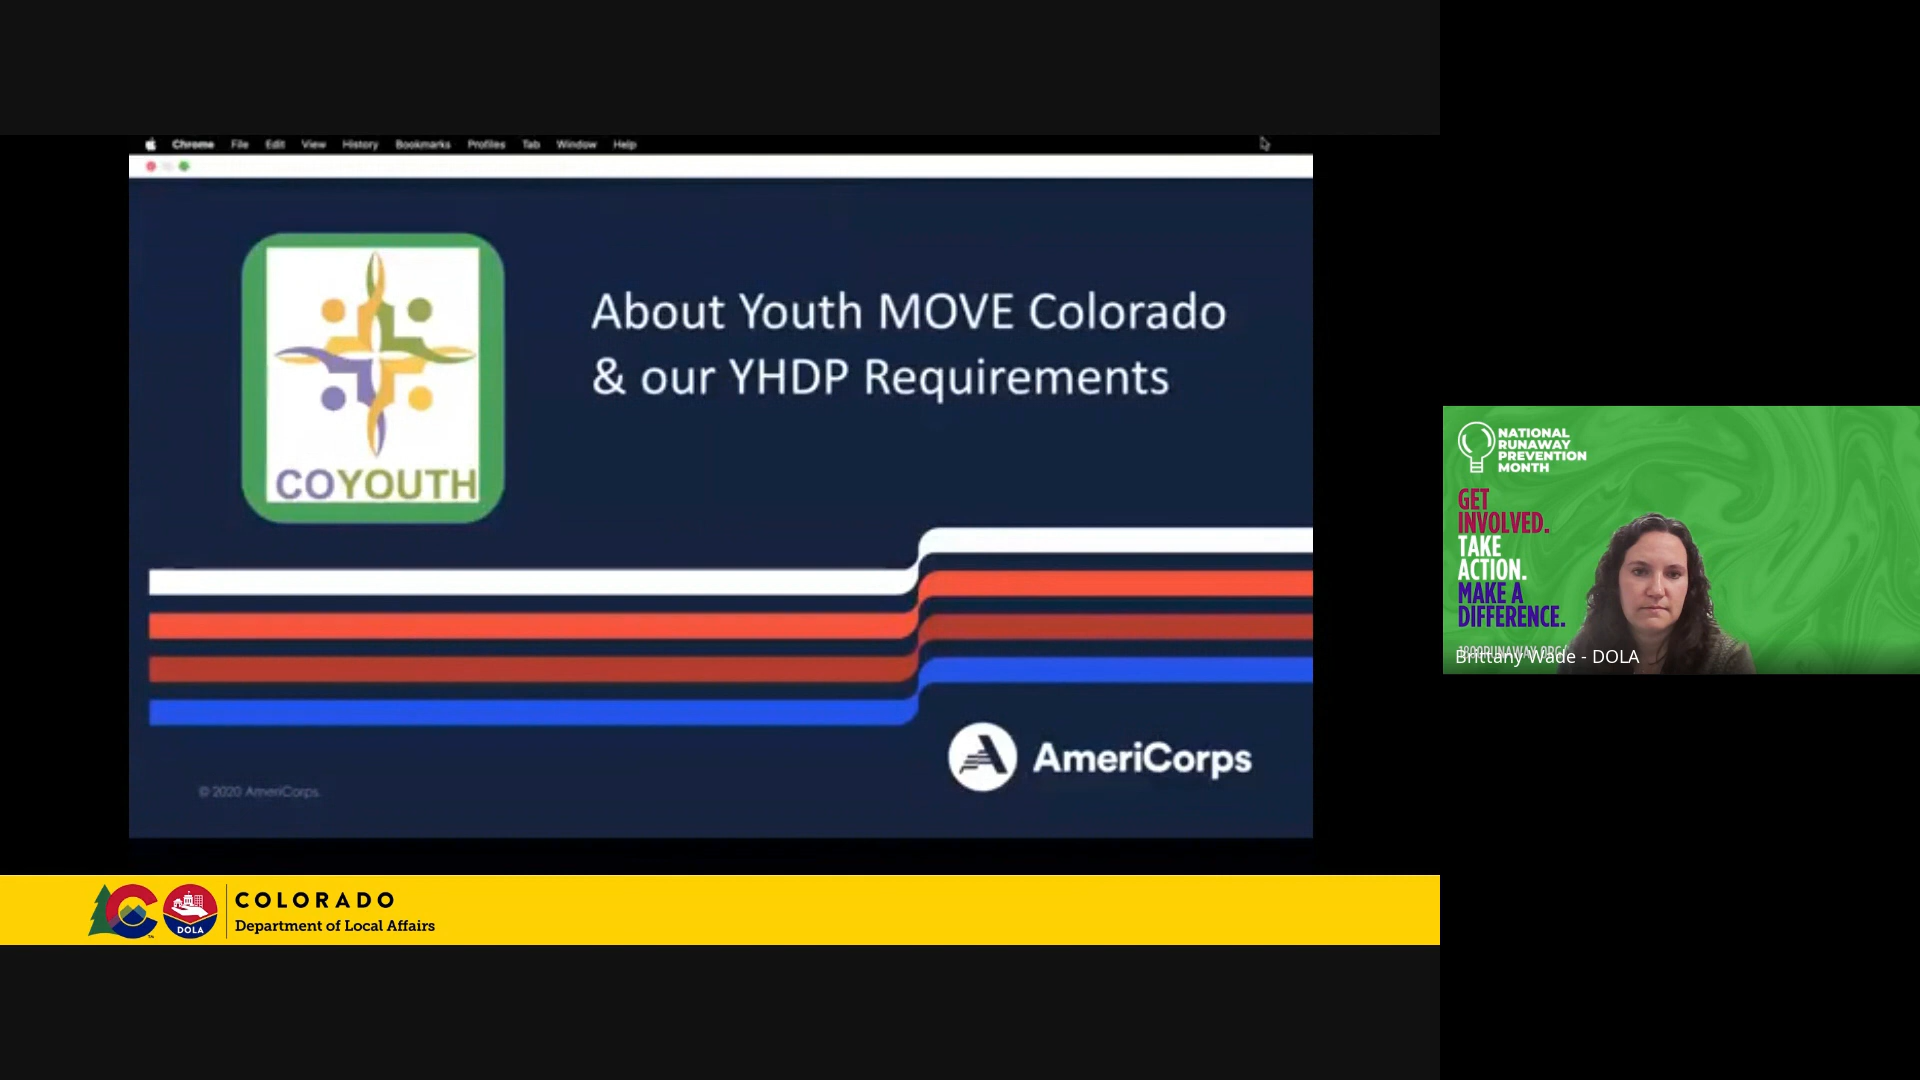 Chrome File Edit View History Bookmarks Profiles Tab Window Help
About Youth MOVE Colorado
& our YHDP Requirements
COYOUTH
AmeriCorps
© 2020 AmeriCorps.
COLORADO
Department of Local Affairs
DOLA
NATIONAL
RUNAWAY
PREVENTION
MONTH
GET
INVOLVED.
TAKE
ACTION.
MAKE A
DIFFERENCE.
Brittany Wade - DOLA